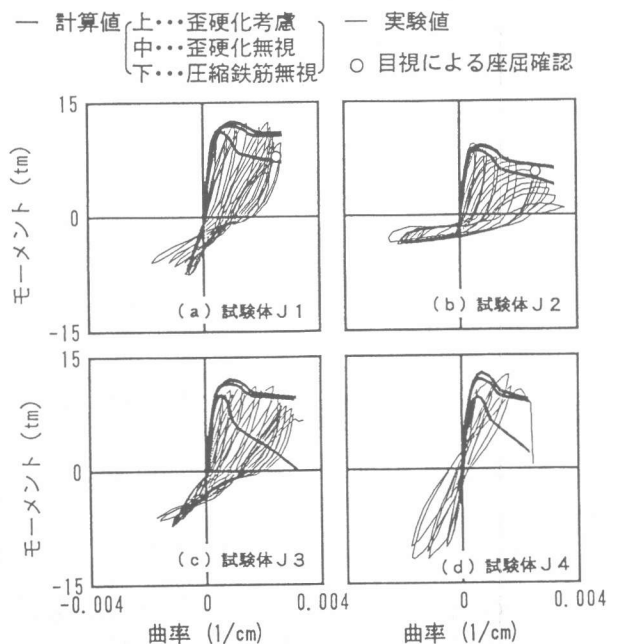 — 計算値 上・・・歪硬化考慮 — 実験値
中・・・歪硬化無視
下・・・圧縮鉄筋無視 ○ 目視による座屈確認
モーメント (tm)
15
0
-15
(a) 試験体J1
15
0
(b) 試験体J2
モーメント (tm)
15
0
-15
(c) 試験体J3
15
0
(d) 試験体J4
-0.004 0 0.004 0 0.004
曲率 (1/cm) 曲率 (1/cm)